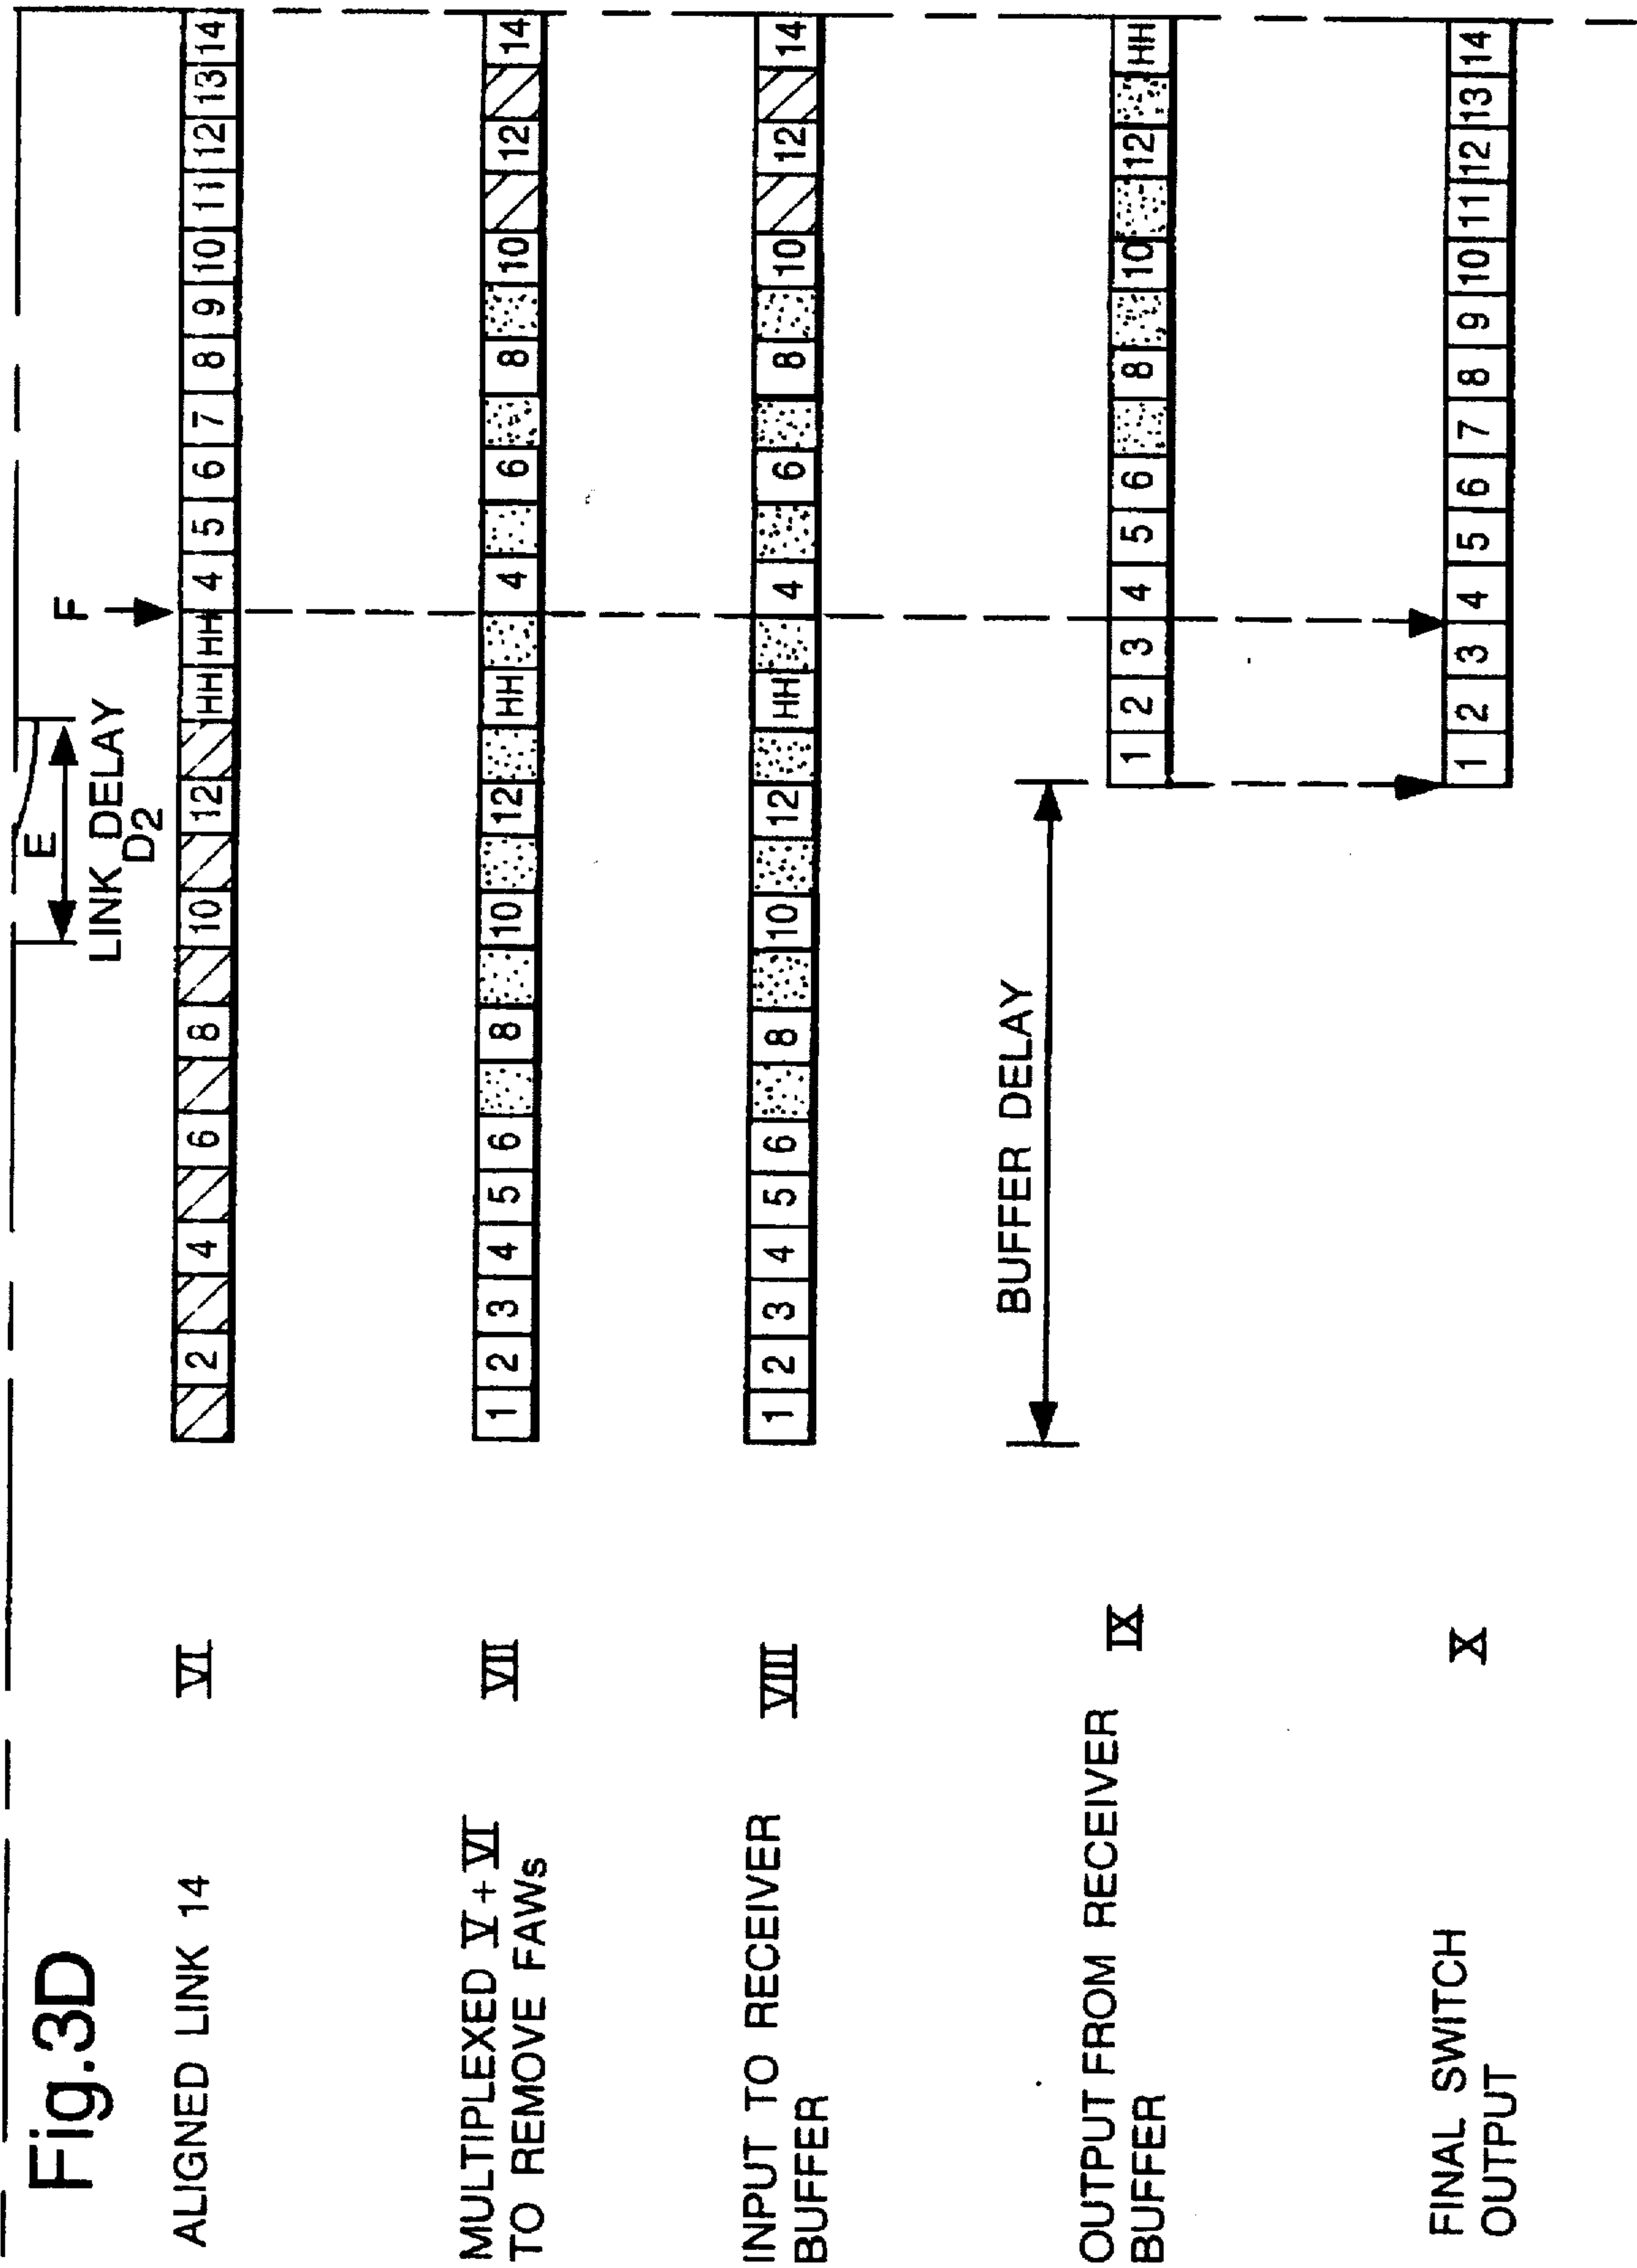 Fig.3D
E
LINK DELAY
D2
F
ALIGNED LINK 14
VI
2 4 6 8 10 12 HH HH 4 5 6 7 8 9 10 11 12 13 14
MULTIPLEXED V + VI
TO REMOVE FAWs
VII
1 2 3 4 5 6 8 10 12 HH 4 6 8 10 12 14
INPUT TO RECEIVER
BUFFER
VIII
1 2 3 4 5 6 8 10 12 HH 4 6 8 10 12 14
BUFFER DELAY
OUTPUT FROM RECEIVER
BUFFER
IX
1 2 3 4 5 6 8 10 12 HH
FINAL SWITCH
OUTPUT
X
1 2 3 4 5 6 7 8 9 10 11 12 13 14